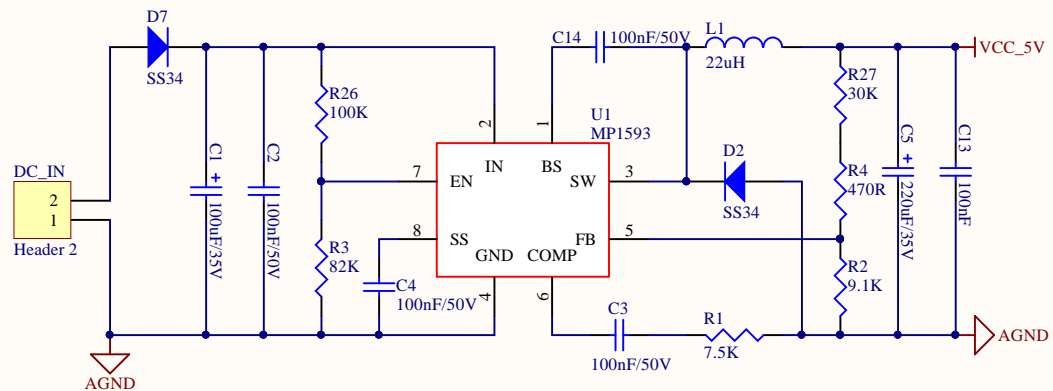 D7
SS34
C14
100nF/50V
L1
22uH
VCC_5V
R26
100K
R27
30K
U1
MP1593
2
1
IN
BS
DC_IN
2
1
Header 2
C1
+
100uF/35V
C2
100nF/50V
7
EN
SW
3
D2
SS34
R4
470R
C5
+
220uF/35V
C13
100nF
R3
82K
8
SS
FB
5
GND
COMP
4
6
C4
100nF/50V
R2
9.1K
C3
100nF/50V
R1
7.5K
AGND
AGND